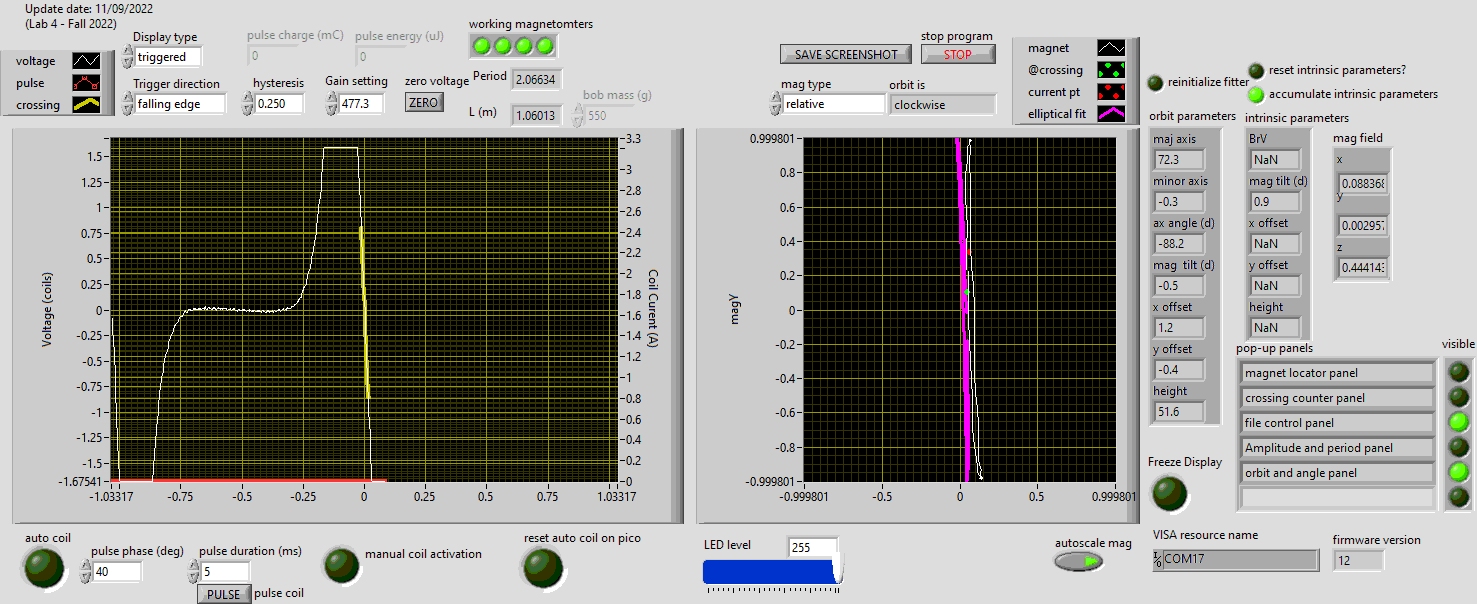 Update date: 11/09/2022
(Lab 4 - Fall 2022)
voltage
pulse
crossing
Display type
triggered
Trigger direction
falling edge
pulse charge (mC)
0
pulse energy (uJ)
0
hysteresis
0.250
Gain setting
477.3
zero voltage
ZERO
working magnetomters
Period
2.06634
L (m)
1.06013
bob mass (g)
550
SAVE SCREENSHOT
stop program
STOP
mag type
relative
orbit is
clockwise
magnet
@crossing
current pt
elliptical fit
reinitialize fitter
reset intrinsic parameters?
accumulate intrinsic parameters
Voltage (coils)
1.5-
1.25-
1-
0.75-
0.5-
0.25-
0-
-0.25-
-0.5-
-0.75-
-1-
-1.25-
-1.5-
-1.67541-
-1.03317
-0.75
-0.5
-0.25
0
0.25
0.5
0.75
1.03317
3.3
3
2.8
2.6
2.4
2.2
2
1.8
1.6
1.4
1.2
1
0.8
0.6
0.4
0.2
0
Coil Current (A)
magY
0.999801
0.8
0.6
0.4
0.2
0
-0.2
-0.4
-0.6
-0.8
-0.999801
-0.999801
-0.5
0
0.5
0.999801
orbit parameters
maj axis
72.3
minor axis
-0.3
ax angle (d)
-88.2
mag tilt (d)
-0.5
x offset
1.2
y offset
-0.4
height
51.6
intrinsic parameters
BrV
NaN
mag tilt (d)
0.9
x offset
NaN
y offset
NaN
height
NaN
mag field
x
0.088368
y
0.002957
z
0.444143
pop-up panels
visible
magnet locator panel
crossing counter panel
file control panel
Amplitude and period panel
orbit and angle panel
Freeze Display
auto coil
pulse phase (deg)
40
pulse duration (ms)
5
PULSE
pulse coil
manual coil activation
reset auto coil on pico
LED level
255
autoscale mag
VISA resource name
COM17
firmware version
12